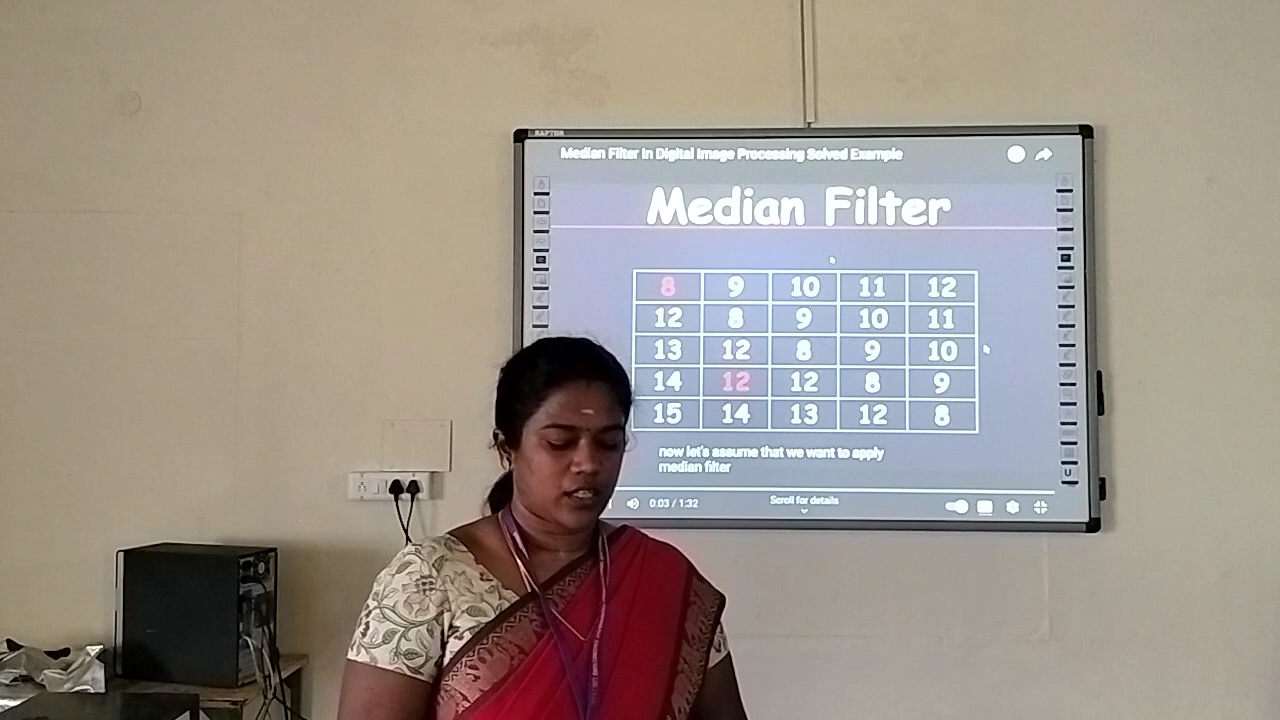 RAPTOR
Median Filter in Digital Image Processing Solved Example
Median Filter
8 9 10 11 12
12 8 9 10 11
13 12 8 9 10
14 12 12 8 9
15 14 13 12 8
now let's assume that we want to apply
median filter
0:03 / 1:32
Scroll for details
U